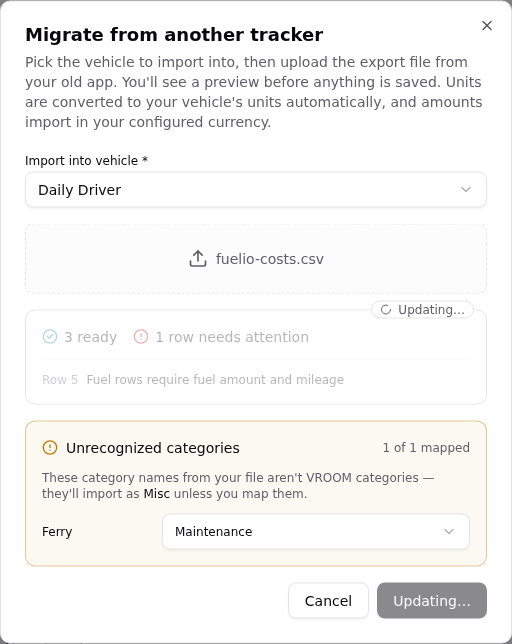 Migrate from another tracker
Pick the vehicle to import into, then upload the export file from
your old app. You'll see a preview before anything is saved. Units
are converted to your vehicle's units automatically, and amounts
import in your configured currency.
Import into vehicle *
Daily Driver
fuelio-costs.csv
Updating...
3 ready 1 row needs attention
Row 5 Fuel rows require fuel amount and mileage
Unrecognized categories 1 of 1 mapped
These category names from your file aren't VROOM categories —
they'll import as Misc unless you map them.
Ferry Maintenance
Cancel Updating...